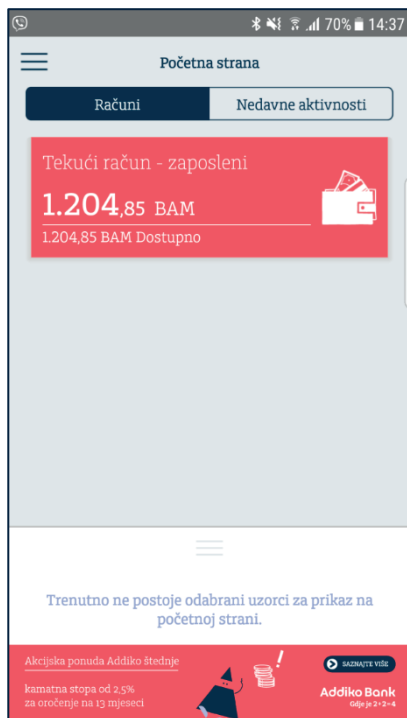 70% 14:37
Početna strana
Računi Nedavne aktivnosti
Tekući račun - zaposleni
1.204,85 BAM
1.204,85 BAM Dostupno
Trenutno ne postoje odabrani uzorci za prikaz na
početnoj strani.
Akcijska ponuda Addiko štednje
SAZNAJTE VIŠE
kamatna stopa od 2,5%
za oročenje na 13 mjeseci
Addiko Bank
Gdje je 2+2=4